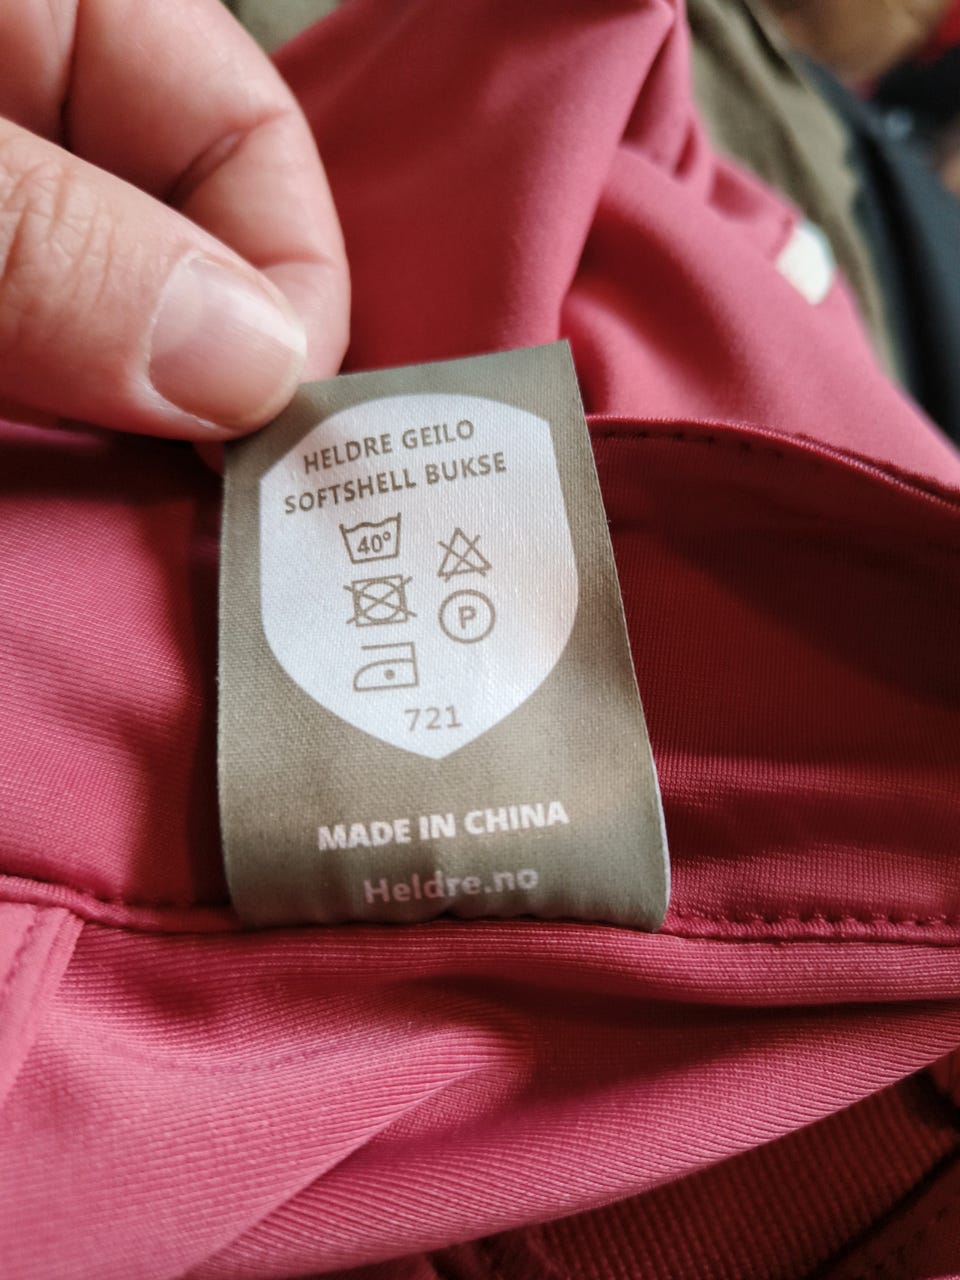 HELDRE GEILO
SOFTSHELL BUKSE
40°
P
721
MADE IN CHINA
Heldre.no